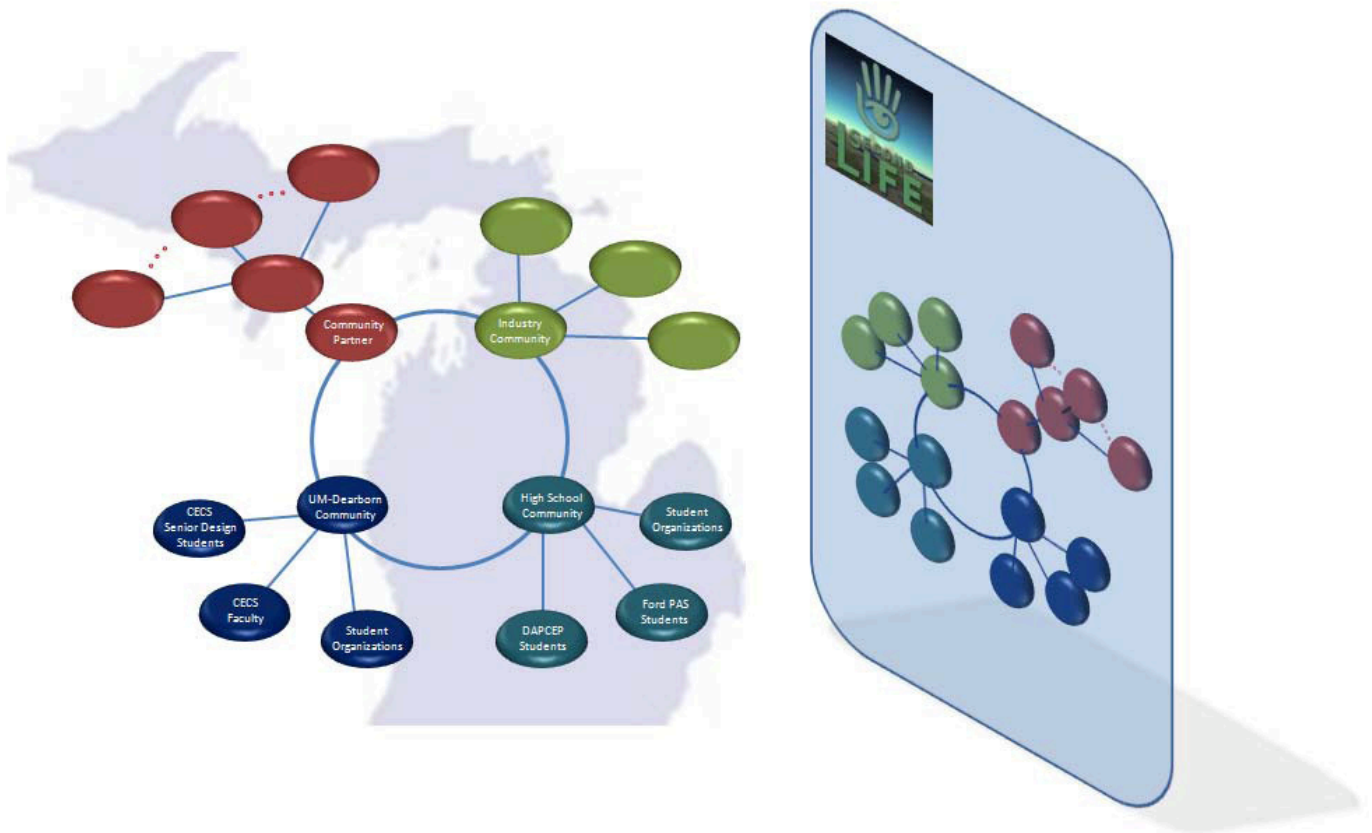 Community
Partner
Industry
Community
UM-Dearborn
Community
High School
Community
CECS
Senior Design
Students
CECS
Faculty
Student
Organizations
DAPCEP
Students
Ford PAS
Students
Student
Organizations
SECOND
LIFE